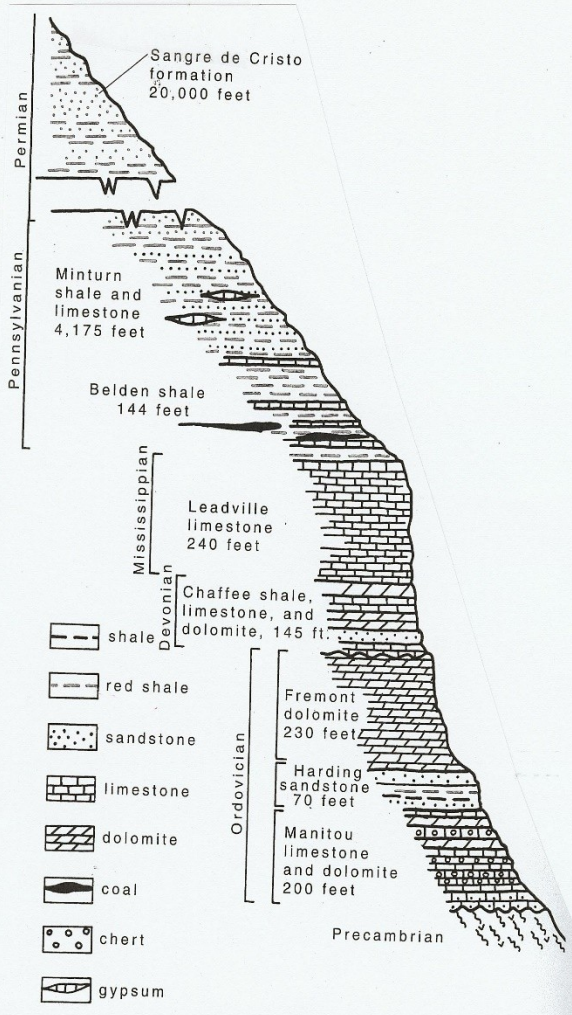 Permian
Sangre de Cristo
formation
20,000 feet
Pennsylvanian
Minturn
shale and
limestone
4,175 feet
Belden shale
144 feet
Mississippian
Leadville
limestone
240 feet
Devonian
Chaffee shale,
limestone, and
dolomite, 145 ft.
Ordovician
Fremont
dolomite
230 feet
Harding
sandstone
70 feet
Manitou
limestone
and dolomite
200 feet
Precambrian
shale
red shale
sandstone
limestone
dolomite
coal
chert
gypsum